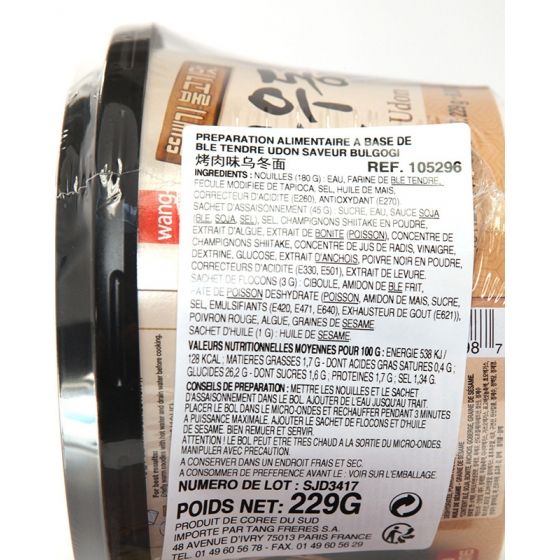 Udon
229g
wang
PREPARATION ALIMENTAIRE A BASE DE
BLE TENDRE UDON SAVEUR BULGOGI
烤肉味乌冬面 REF. 105296
INGREDIENTS : NOUILLES (180 G) : EAU, FARINE DE BLE TENDRE,
FECULE MODIFIEE DE TAPIOCA, SEL, HUILE DE MAIS,
CORRECTEUR D'ACIDITE (E260), ANTIOXYDANT (E270).
SACHET D'ASSAISONNEMENT (45 G) : SUCRE, EAU, SAUCE SOJA
(BLE, SOJA, SEL), SEL, CHAMPIGNONS SHIITAKE EN POUDRE,
EXTRAIT D'ALGUE, EXTRAIT DE BONITE (POISSON), CONCENTRE DE
CHAMPIGNONS SHIITAKE, CONCENTRE DE JUS DE RADIS, VINAIGRE,
DEXTRINE, GLUCOSE, EXTRAIT D'ANCHOIS, POIVRE NOIR EN POUDRE,
CORRECTEURS D'ACIDITE (E330, E501), EXTRAIT DE LEVURE.
SACHET DE FLOCONS (3 G) : CIBOULE, AMIDON DE BLE FRIT,
PATE DE POISSON DESHYDRATE (POISSON, AMIDON DE MAIS, SUCRE,
SEL, EMULSIFIANTS (E420, E471, E640), EXHAUSTEUR DE GOUT (E621)),
POIVRON ROUGE, ALGUE, GRAINES DE SESAME
SACHET D'HUILE (1 G) : HUILE DE SESAME.
VALEURS NUTRITIONNELLES MOYENNES POUR 100 G : ENERGIE 538 KJ /
128 KCAL ; MATIERES GRASSES 1,7 G - DONT ACIDES GRAS SATURES 0,4 G ;
GLUCIDES 26,2 G - DONT SUCRES 1,6 G ; PROTEINES 1,7 G ; SEL 1,34 G
CONSEILS DE PREPARATION : METTRE LES NOUILLES ET LE SACHET
D'ASSAISONNEMENT DANS LE BOL. AJOUTER DE L'EAU JUSQU'AU TRAIT.
PLACER LE BOL DANS LE MICRO-ONDES ET RECHAUFFER PENDANT 3 MINUTES
A PUISSANCE MAXIMALE. AJOUTER LE SACHET DE FLOCONS ET D'HUILE
DE SESAME. BIEN REMUER ET SERVIR.
ATTENTION ! LE BOL PEUT ETRE TRES CHAUD A LA SORTIE DU MICRO-ONDES.
MANIPULER AVEC PRECAUTION.
A CONSERVER DANS UN ENDROIT FRAIS ET SEC.
A CONSOMMER DE PREFERENCE AVANT LE : VOIR SUR L'EMBALLAGE.
NUMERO DE LOT : SJD3417
POIDS NET: 229G
PRODUIT DE COREE DU SUD
IMPORTE PAR TANG FRERES S.A.
48 AVENUE D'IVRY 75013 PARIS FRANCE
TEL: 01 49 60 56 78 - FAX: 01 49 60
98 7